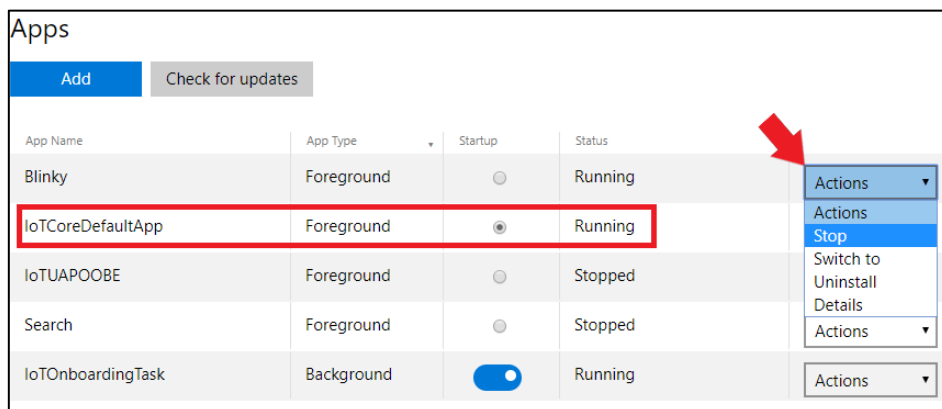 Apps
Add Check for updates
App Name App Type Startup Status
Blinky Foreground Running Actions
Actions
IoTCoreDefaultApp Foreground Running Stop
Switch to
IoTUAPOOBE Foreground Stopped Uninstall
Details
Search Foreground Stopped Actions
IoTOnboardingTask Background Running Actions